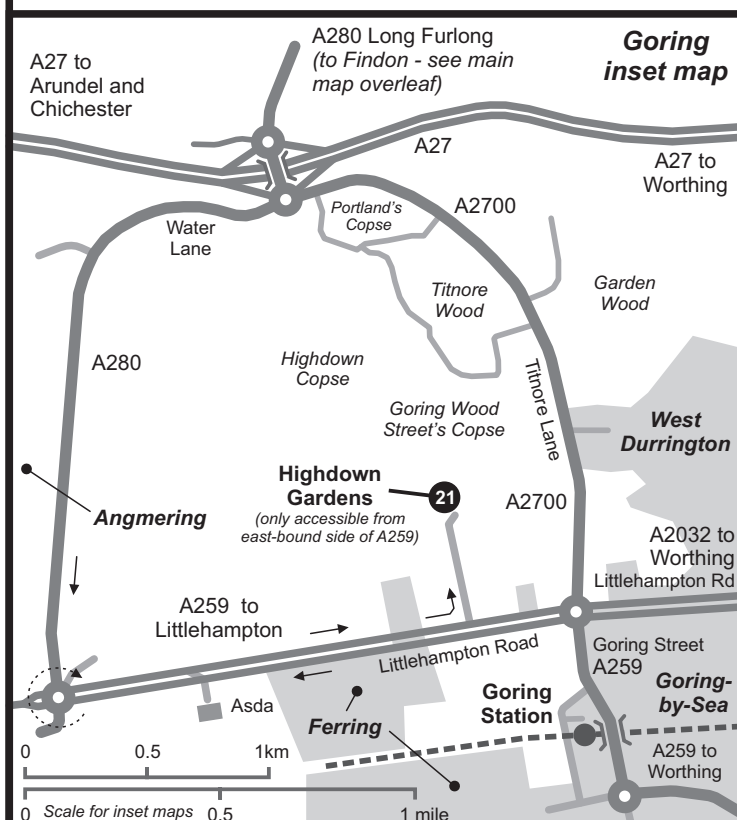 A280 Long Furlong
(to Findon - see main
map overleaf)
Goring
inset map
A27 to
Arundel and
Chichester
A27
A27 to
Worthing
Portland's
Copse
A2700
Water
Lane
Titnore
Wood
Garden
Wood
A280
Highdown
Copse
Titnore Lane
Goring Wood
Street's Copse
West
Durrington
Highdown
Gardens
(only accessible from
east-bound side of A259)
21
A2700
Angmering
A2032 to
Worthing
Littlehampton Rd
A259 to
Littlehampton
Littlehampton Road
Goring Street
A259
Goring
Station
Goring-
by-Sea
Asda
Ferring
A259 to
Worthing
0 0.5 1km
0 Scale for inset maps 0.5 1 mile